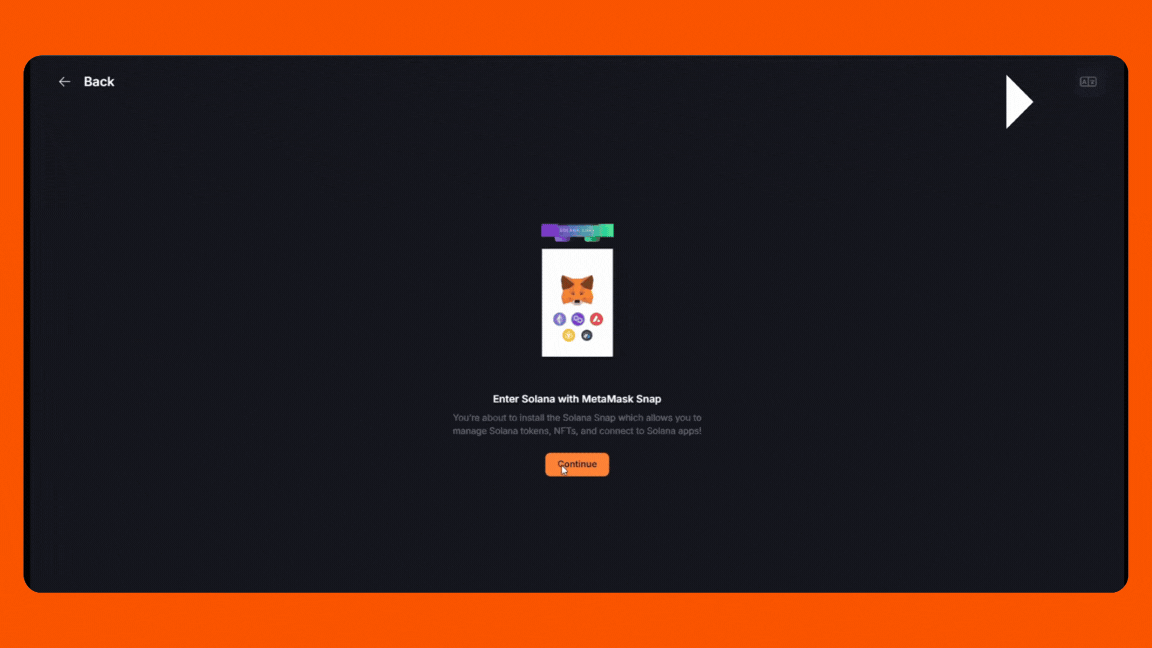 Back
Enter Solana with MetaMask Snap
You're about to install the Solana Snap which allows you to
manage Solana tokens, NFTs, and connect to Solana apps!
Continue